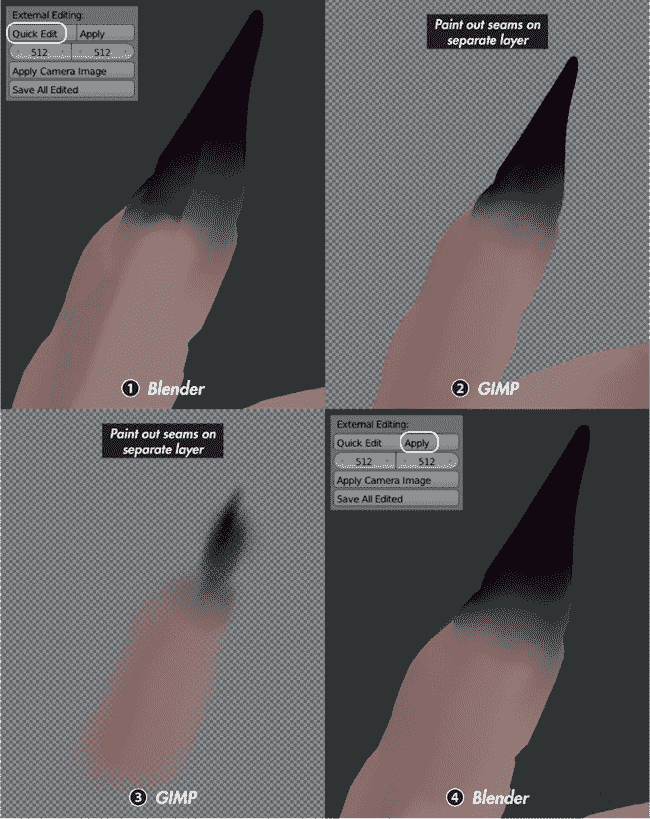 External Editing:
Quick Edit Apply
512 512
Apply Camera Image
Save All Edited
1 Blender
Paint out seams on
separate layer
2 GIMP
Paint out seams on
separate layer
3 GIMP
External Editing:
Quick Edit Apply
512 512
Apply Camera Image
Save All Edited
4 Blender